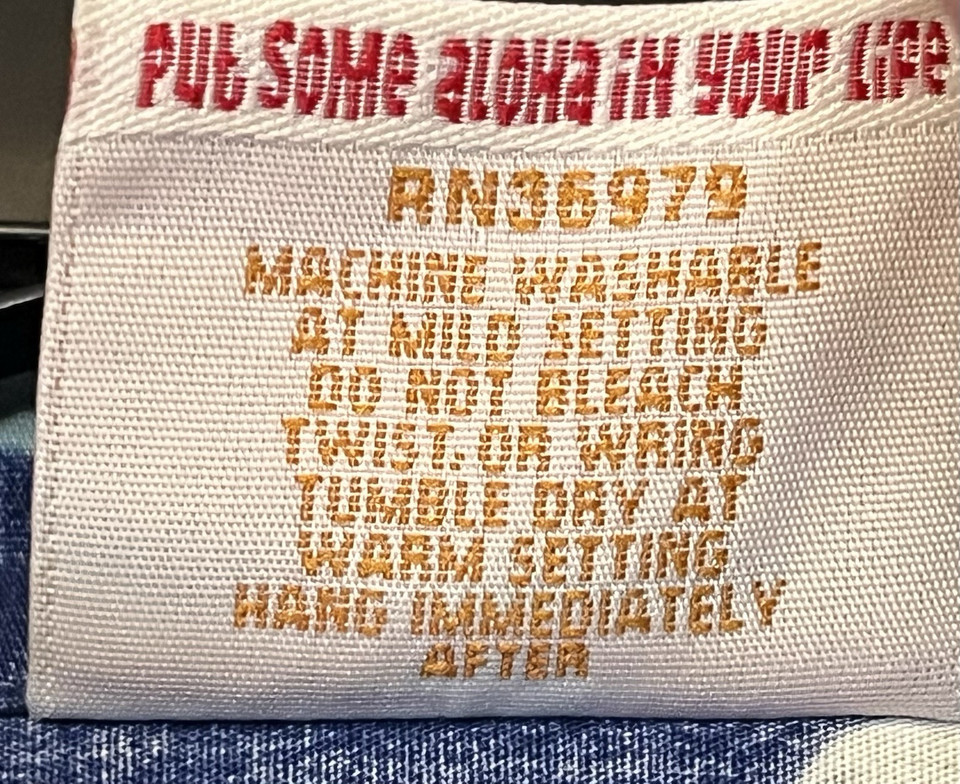 PUT SOME aLOHa iN YOUR LiFe
RN36979
MACHINE WASHABLE
AT MILD SETTING
DO NOT BLEACH
TWIST.OR WRING
TUMBLE DRY AT
WARM SETTING
HANG IMMEDIATELY
AFTER